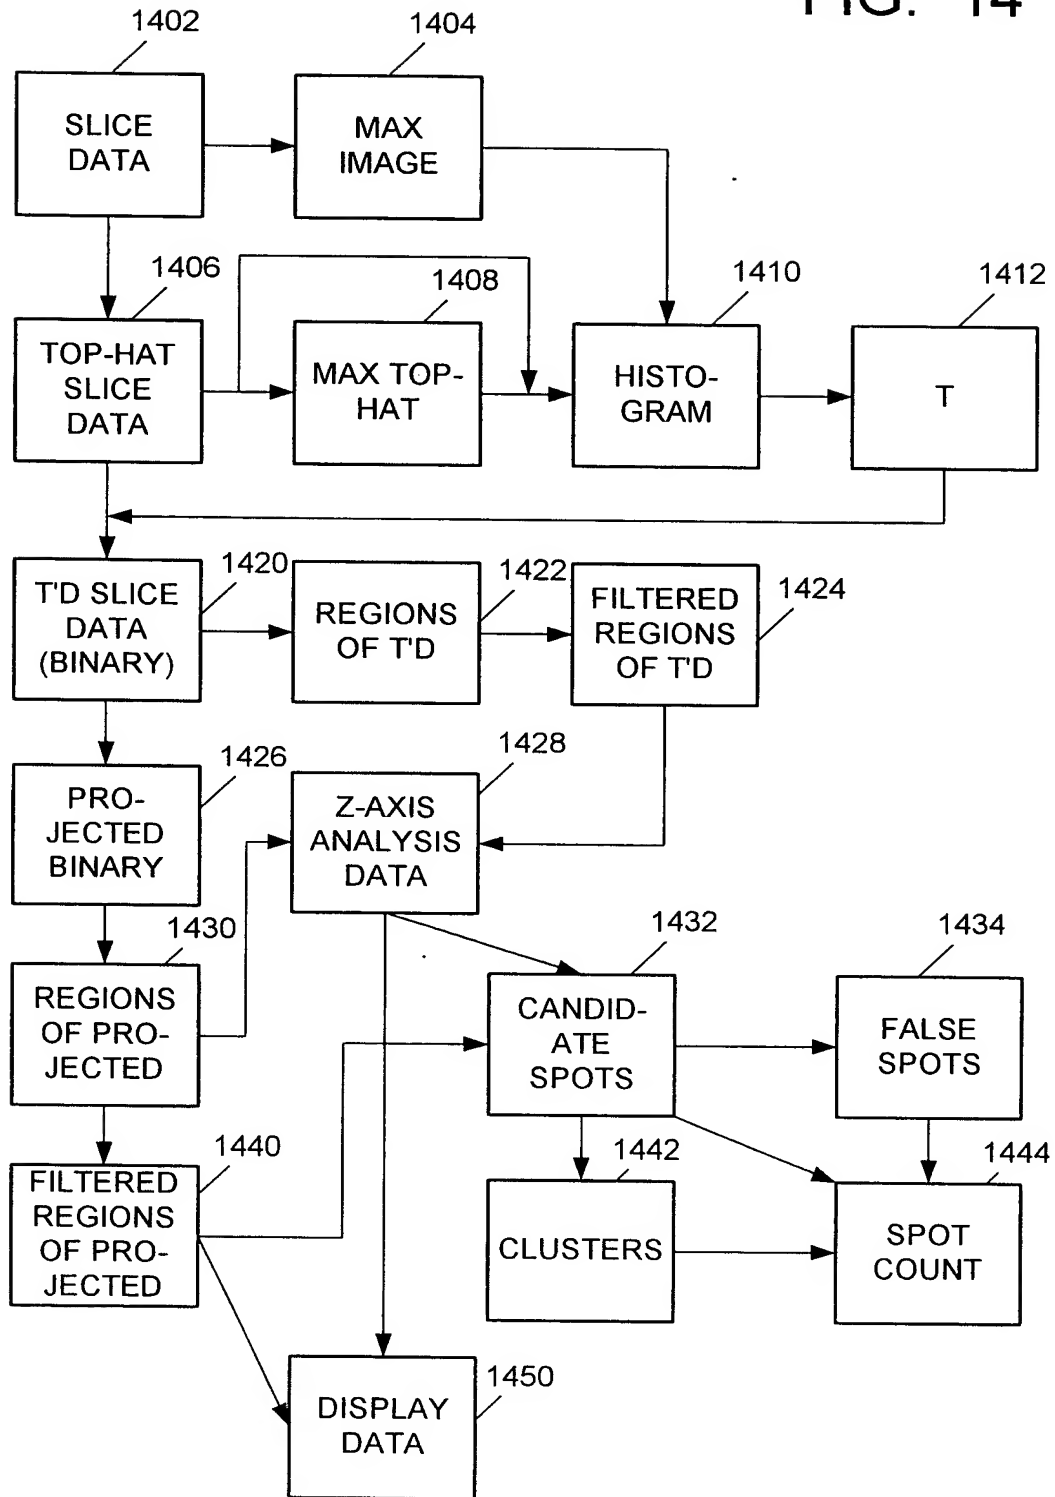 FIG. 14
1402
1404
SLICE
DATA
MAX
IMAGE
1406
1408
1410
1412
TOP-HAT
SLICE
DATA
MAX TOP-
HAT
HISTO-
GRAM
T
1420
1422
1424
T'D SLICE
DATA
(BINARY)
REGIONS
OF T'D
FILTERED
REGIONS
OF T'D
1426
1428
PRO-
JECTED
BINARY
Z-AXIS
ANALYSIS
DATA
1430
1432
1434
REGIONS
OF PRO-
JECTED
CANDID-
ATE
SPOTS
FALSE
SPOTS
1440
1442
1444
FILTERED
REGIONS
OF PRO-
JECTED
CLUSTERS
SPOT
COUNT
1450
DISPLAY
DATA